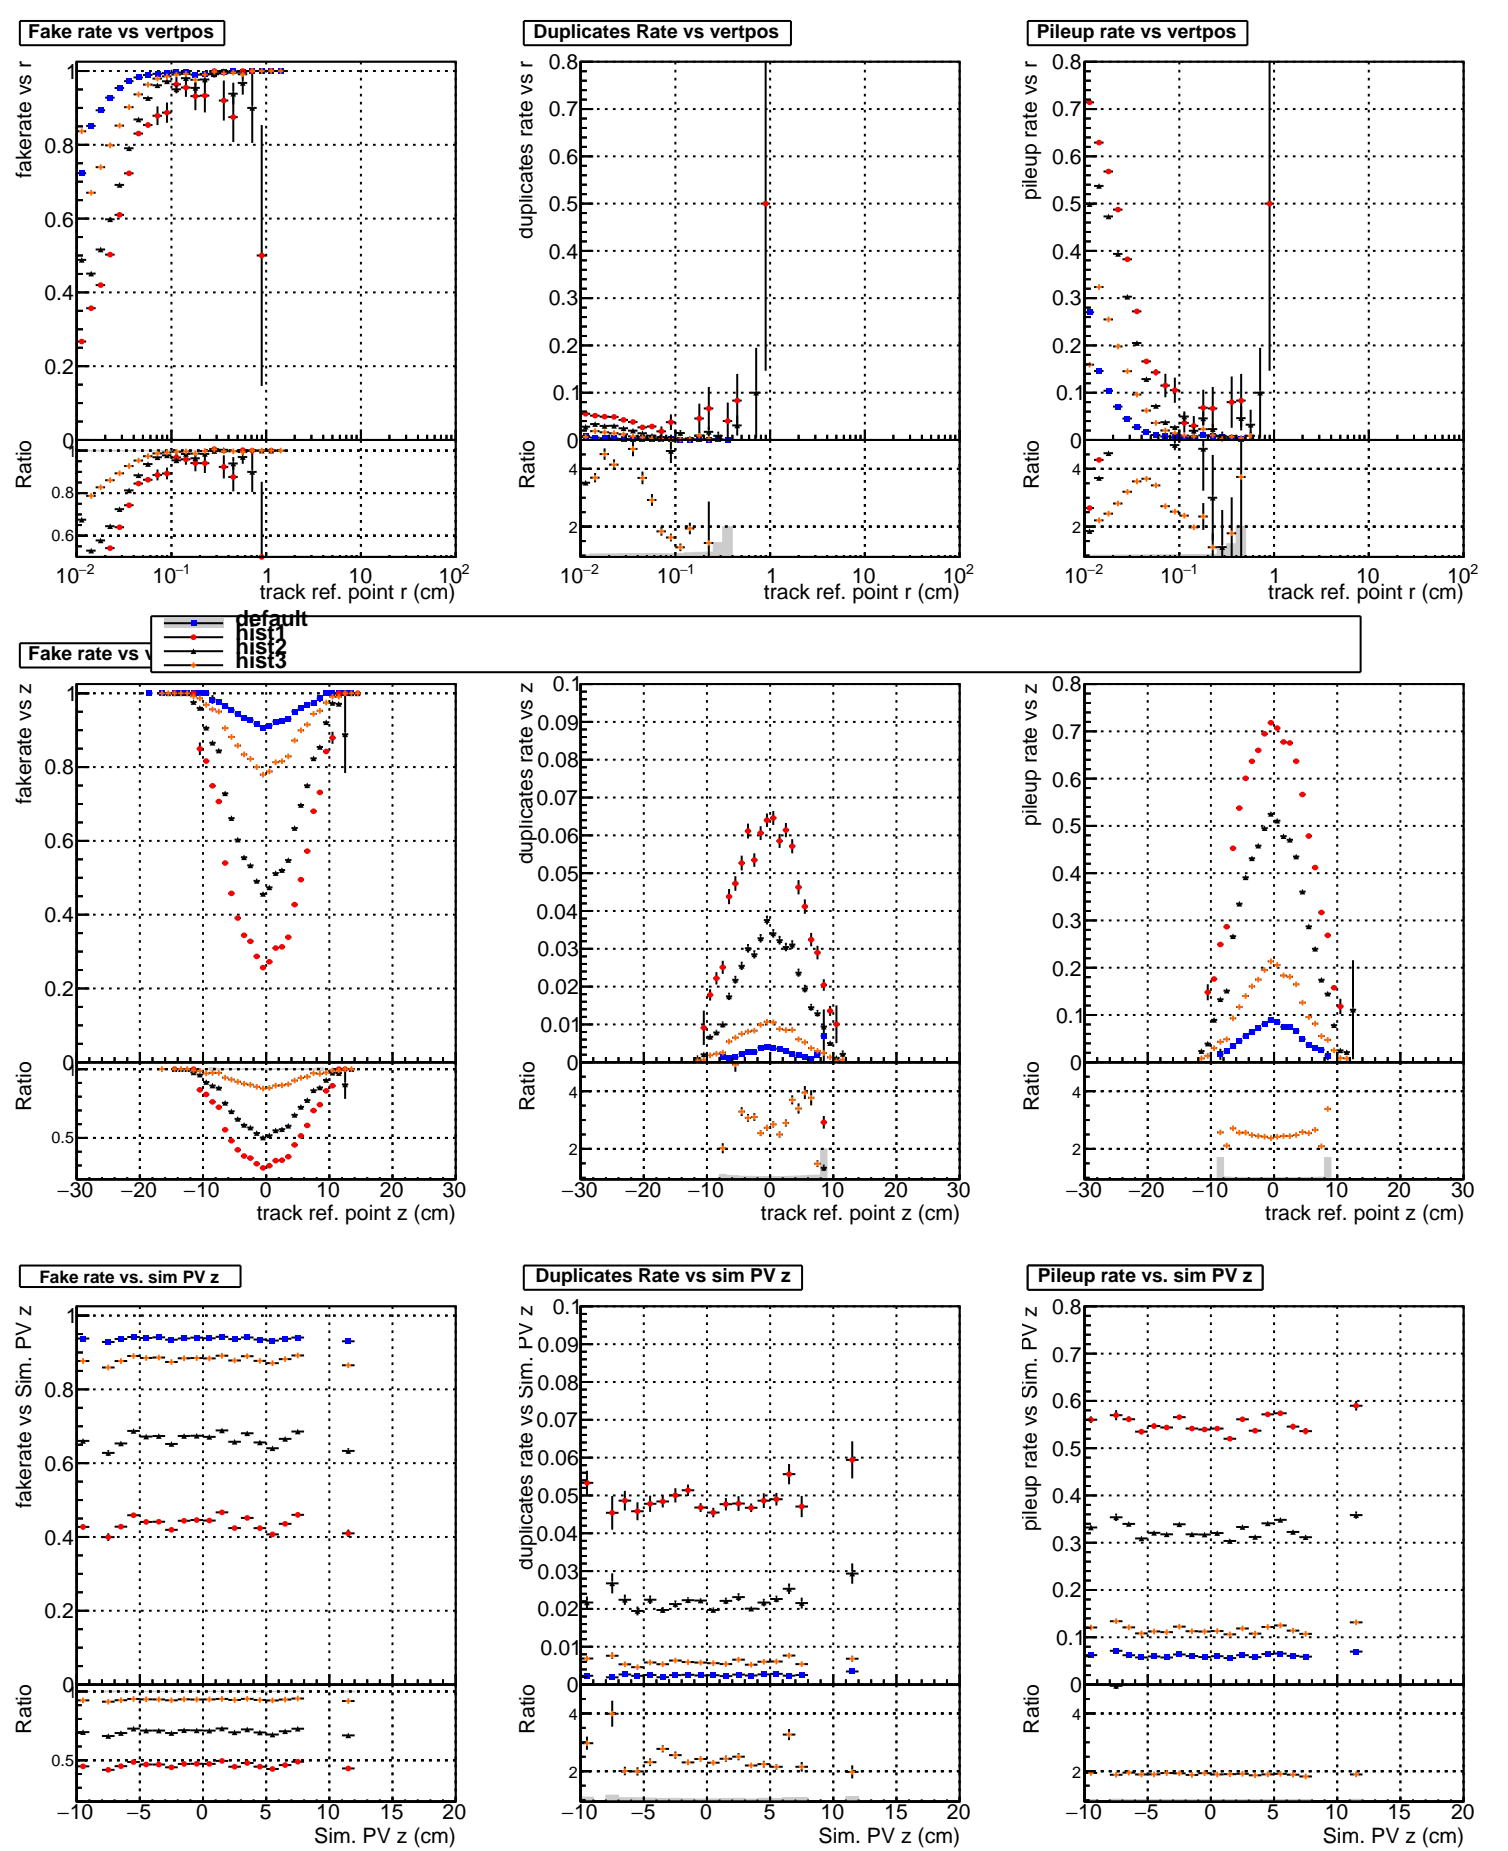 Fake rate vs vertpos
Duplicates Rate vs vertpos
Pileup rate vs vertpos
fakerate vs r
1
0.8
0.6
0.4
0.2
0
Ratio
1
0.8
0.6
10⁻² 10⁻¹ 1 10 10²
track ref. point r (cm)
duplicates rate vs r
0.8
0.7
0.6
0.5
0.4
0.3
0.2
0.1
0
Ratio
4
2
10⁻² 10⁻¹ 1 10 10²
track ref. point r (cm)
pileup rate vs r
0.8
0.7
0.6
0.5
0.4
0.3
0.2
0.1
0
Ratio
4
2
10⁻² 10⁻¹ 1 10 10²
track ref. point r (cm)
default
hist1
hist2
hist3
Fake rate vs
fakerate vs z
1
0.8
0.6
0.4
0.2
0
Ratio
0.5
−30 −20 −10 0 10 20 30
track ref. point z (cm)
duplicates rate vs z
0.1
0.09
0.08
0.07
0.06
0.05
0.04
0.03
0.02
0.01
0
Ratio
4
2
−30 −20 −10 0 10 20 30
track ref. point z (cm)
pileup rate vs z
0.8
0.7
0.6
0.5
0.4
0.3
0.2
0.1
0
Ratio
4
2
−30 −20 −10 0 10 20 30
track ref. point z (cm)
Fake rate vs. sim PV z
Duplicates Rate vs sim PV z
Pileup rate vs. sim PV z
fakerate vs Sim. PV z
1
0.8
0.6
0.4
0.2
0
Ratio
1
0.5
−10 −5 0 5 10 15 20
Sim. PV z (cm)
duplicates rate vs Sim. PV z
0.1
0.09
0.08
0.07
0.06
0.05
0.04
0.03
0.02
0.01
0
Ratio
4
2
−10 −5 0 5 10 15 20
Sim. PV z (cm)
pileup rate vs Sim. PV z
0.8
0.7
0.6
0.5
0.4
0.3
0.2
0.1
0
Ratio
4
2
−10 −5 0 5 10 15 20
Sim. PV z (cm)